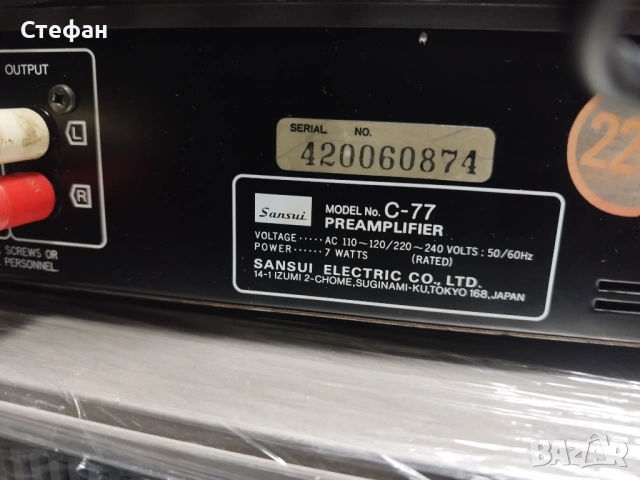 Стефан
OUTPUT
L
R
SCREWS OR
PERSONNEL.
SERIAL NO.
420060874
22
Sansui
MODEL No. C-77
PREAMPLIFIER
VOLTAGE ..... AC 110~120/220~240 VOLTS : 50/60Hz
POWER ...... 7 WATTS (RATED)
SANSUI ELECTRIC CO., LTD.
14-1 IZUMI 2-CHOME, SUGINAMI-KU, TOKYO 168, JAPAN
BAZAR